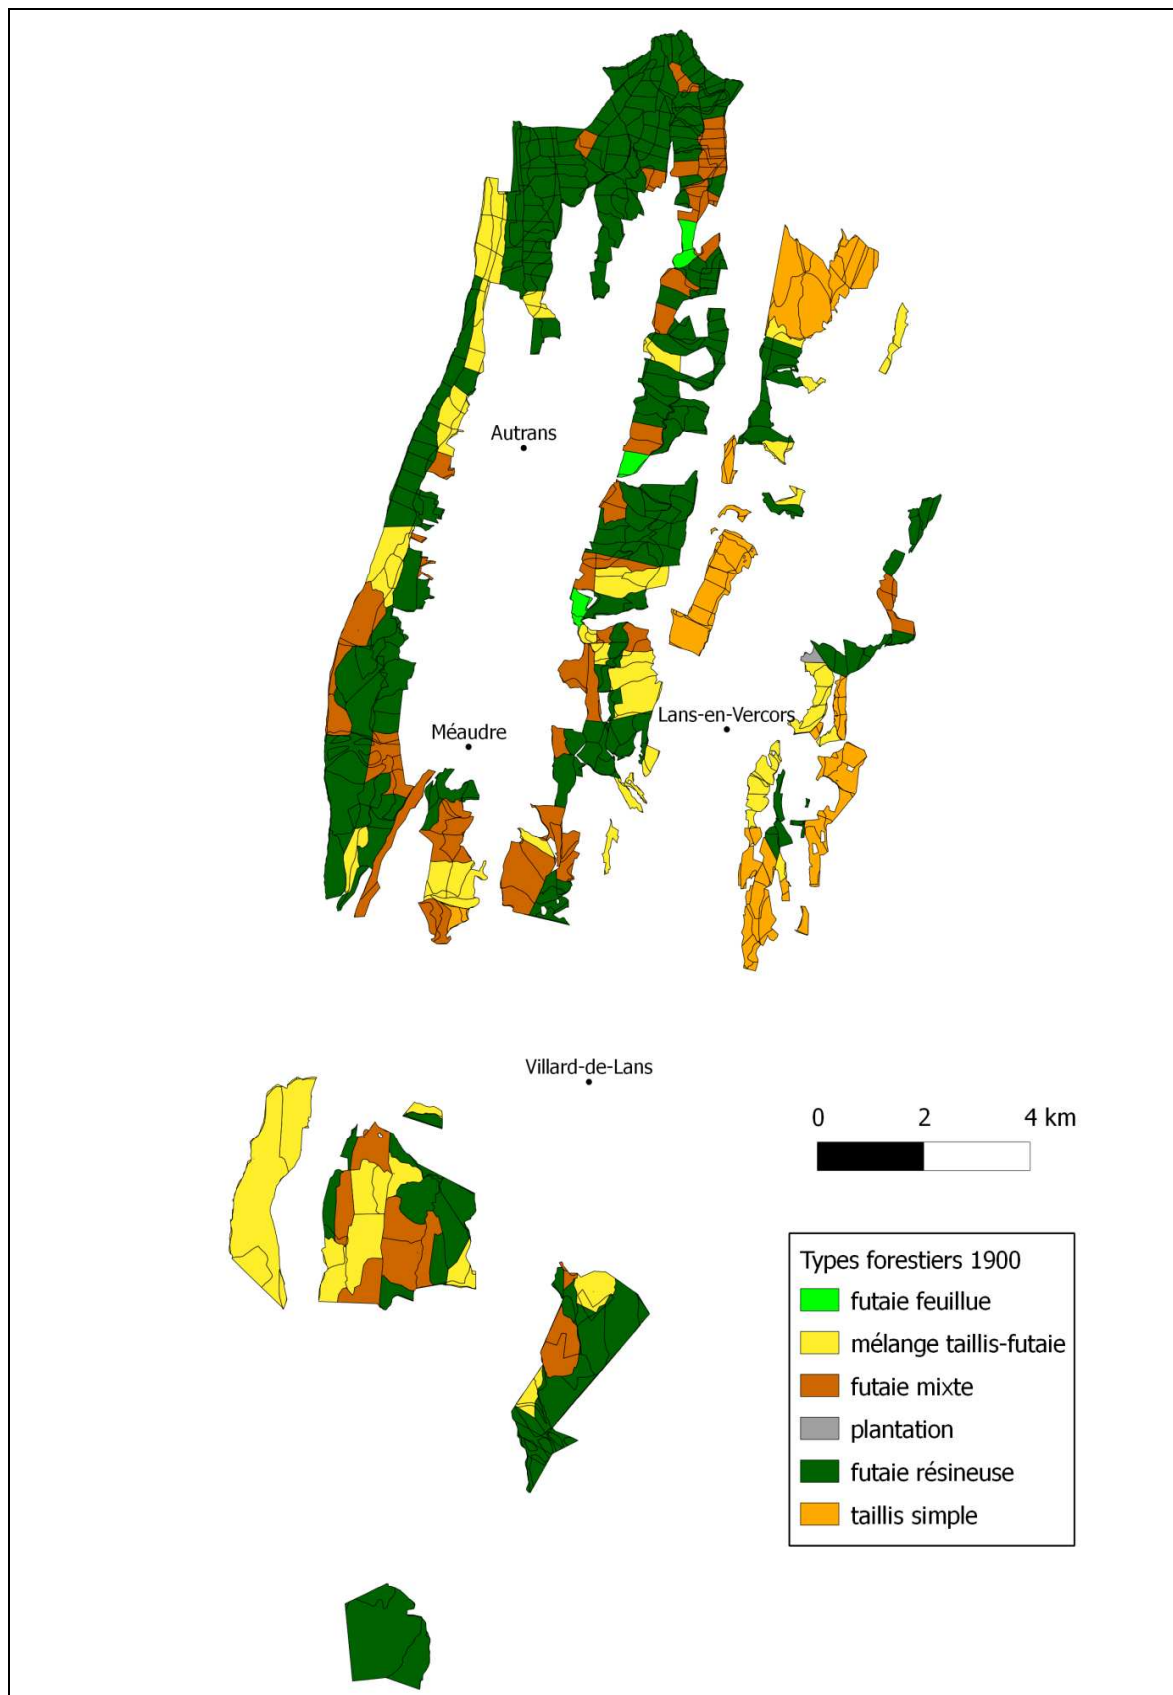 Autrans
Lans-en-Vercors
Méaudre
Villard-de-Lans
0 2 4 km
Types forestiers 1900
futaie feuillue
mélange taillis-futaie
futaie mixte
plantation
futaie résineuse
taillis simple